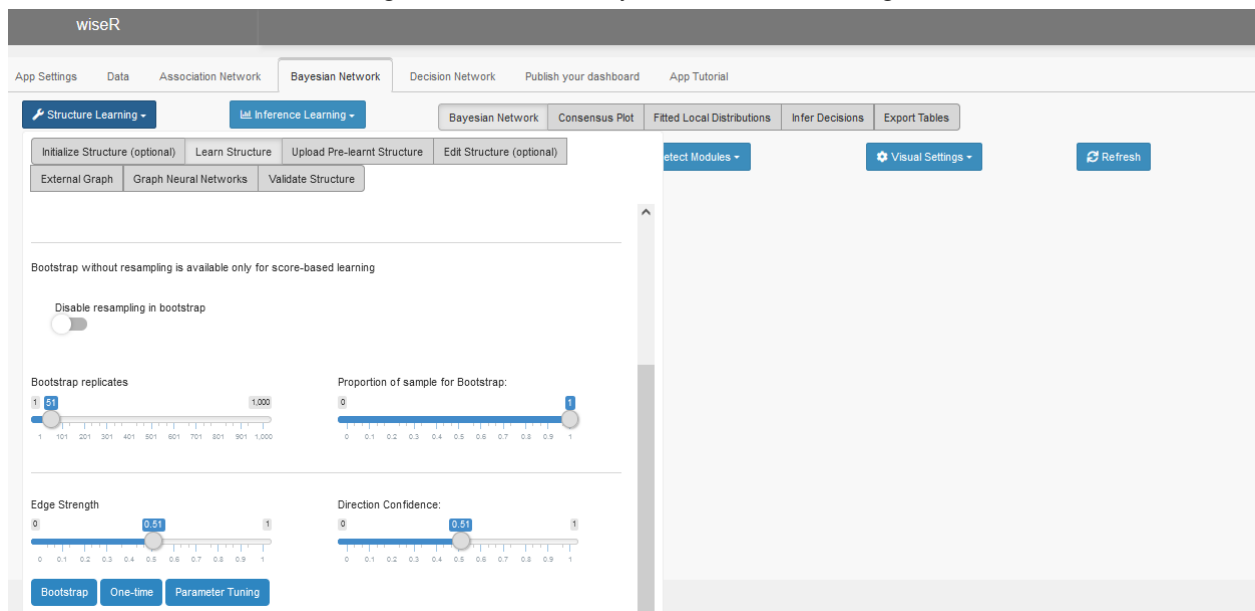 wiseR
App Settings Data Association Network Bayesian Network Decision Network Publish your dashboard App Tutorial
Structure Learning Inference Learning Bayesian Network Consensus Plot Fitted Local Distributions Infer Decisions Export Tables
Initialize Structure (optional) Learn Structure Upload Pre-learnt Structure Edit Structure (optional) etect Modules Visual Settings Refresh
External Graph Graph Neural Networks Validate Structure
Bootstrap without resampling is available only for score-based learning
Disable resampling in bootstrap
Bootstrap replicates Proportion of sample for Bootstrap:
1 51 1,000 0 1
1 101 201 301 401 501 601 701 801 901 1,000 0 0.1 0.2 0.3 0.4 0.5 0.6 0.7 0.8 0.9 1
Edge Strength Direction Confidence:
0 0.51 1 0 0.51 1
0 0.1 0.2 0.3 0.4 0.5 0.6 0.7 0.8 0.9 1 0 0.1 0.2 0.3 0.4 0.5 0.6 0.7 0.8 0.9 1
Bootstrap One-time Parameter Tuning